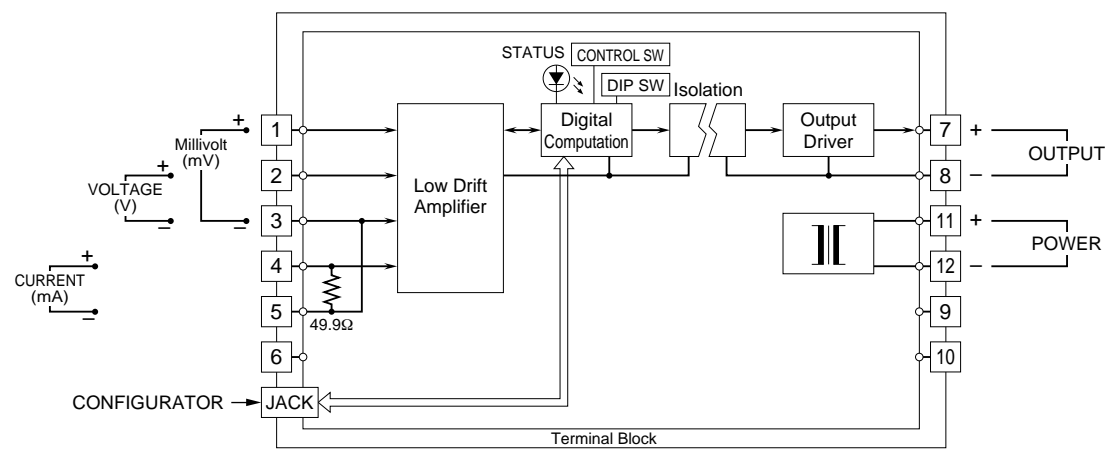 STATUS
CONTROL SW
DIP SW
Isolation
Digital
Computation
Output
Driver
Low Drift
Amplifier
+
Millivolt
(mV)
–
+
VOLTAGE
(V)
–
+
CURRENT
(mA)
–
1
2
3
4
5
6
49.9Ω
7
+
OUTPUT
8
–
11
+
POWER
12
–
9
10
CONFIGURATOR
JACK
Terminal Block